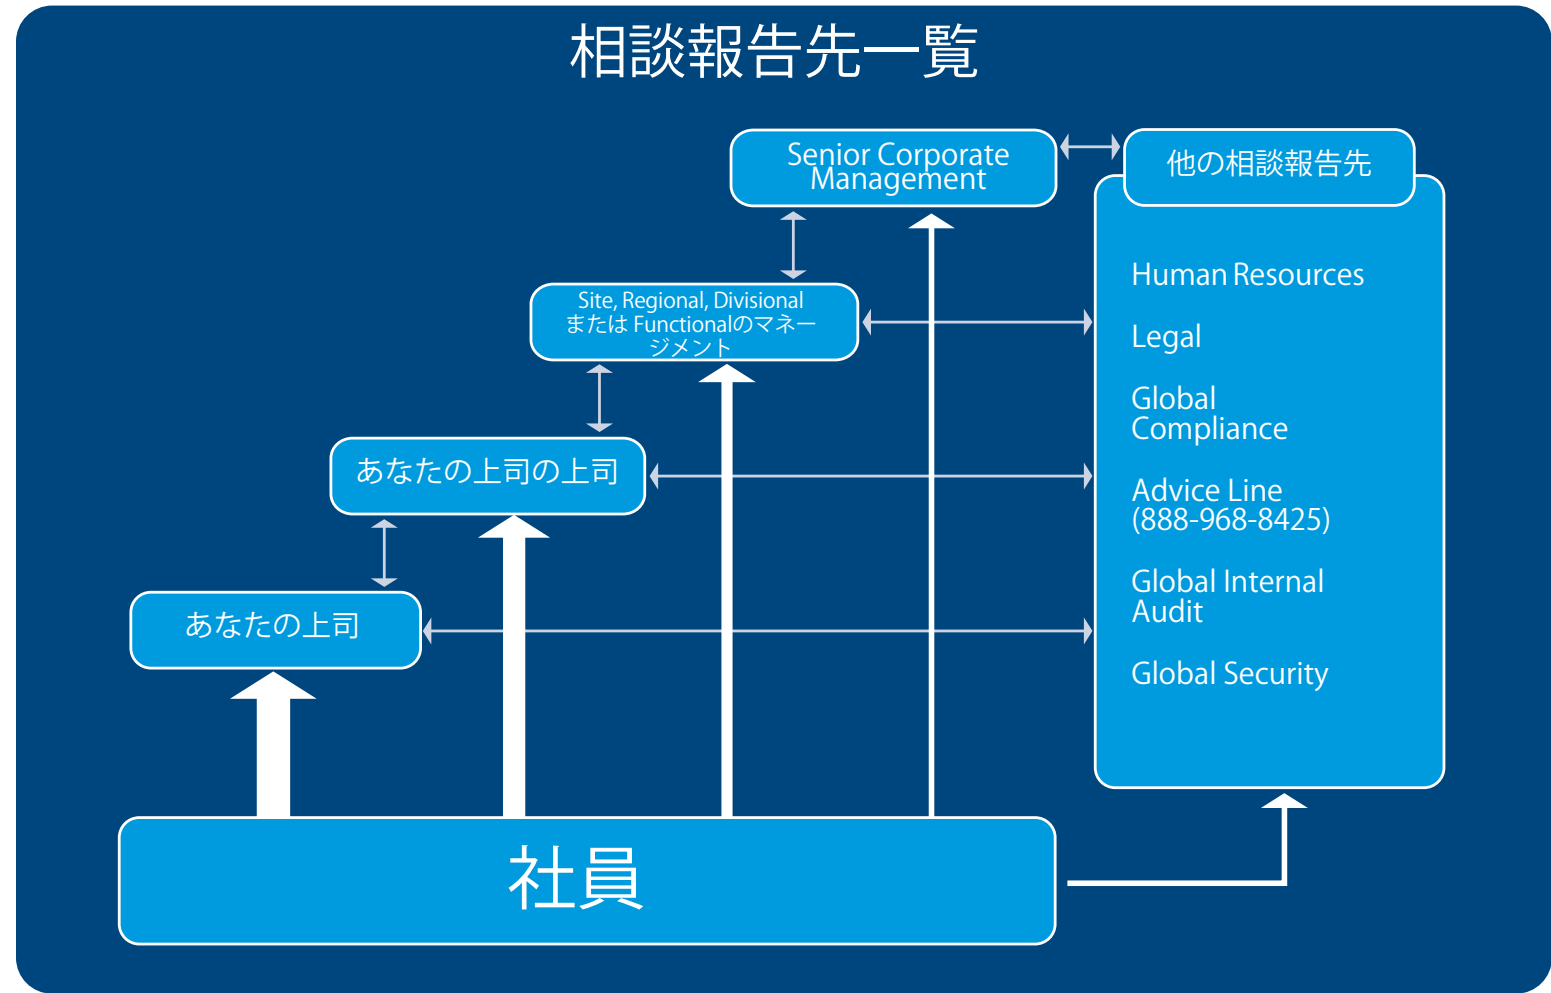 相談報告先一覧
Senior Corporate
Management
他の相談報告先
Human Resources
Legal
Global
Compliance
Advice Line
(888-968-8425)
Global Internal
Audit
Global Security
Site, Regional, Divisional
または Functionalのマネー
ジメント
あなたの上司の上司
あなたの上司
社員